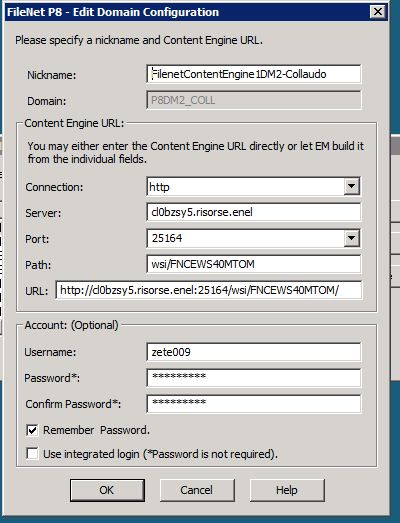 FileNet P8 - Edit Domain Configuration
Please specify a nickname and Content Engine URL.
Nickname: FilenetContentEngine1DM2-Collaudo
Domain: P8DM2_COLL
Content Engine URL:
You may either enter the Content Engine URL directly or let EM build it
from the individual fields.
Connection: http
Server: cl0bzsy5.risorse.enel
Port: 25164
Path: wsi/FNCEWS40MTOM
URL: http://cl0bzsy5.risorse.enel:25164/wsi/FNCEWS40MTOM/
Account: (Optional)
Username: zete009
Password*: *********
Confirm Password*: *********
Remember Password.
Use integrated login (*Password is not required).
OK Cancel Help